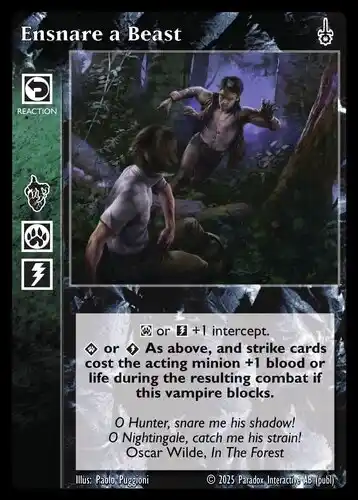 Ensnare a Beast
REACTION
or +1 intercept.
or As above, and strike cards
cost the acting minion +1 blood or
life during the resulting combat if
this vampire blocks.
O Hunter, snare me his shadow!
O Nightingale, catch me his strain!
Oscar Wilde, In The Forest
Illus: Pablo Puggioni © 2025 Paradox Interactive AB (publ)